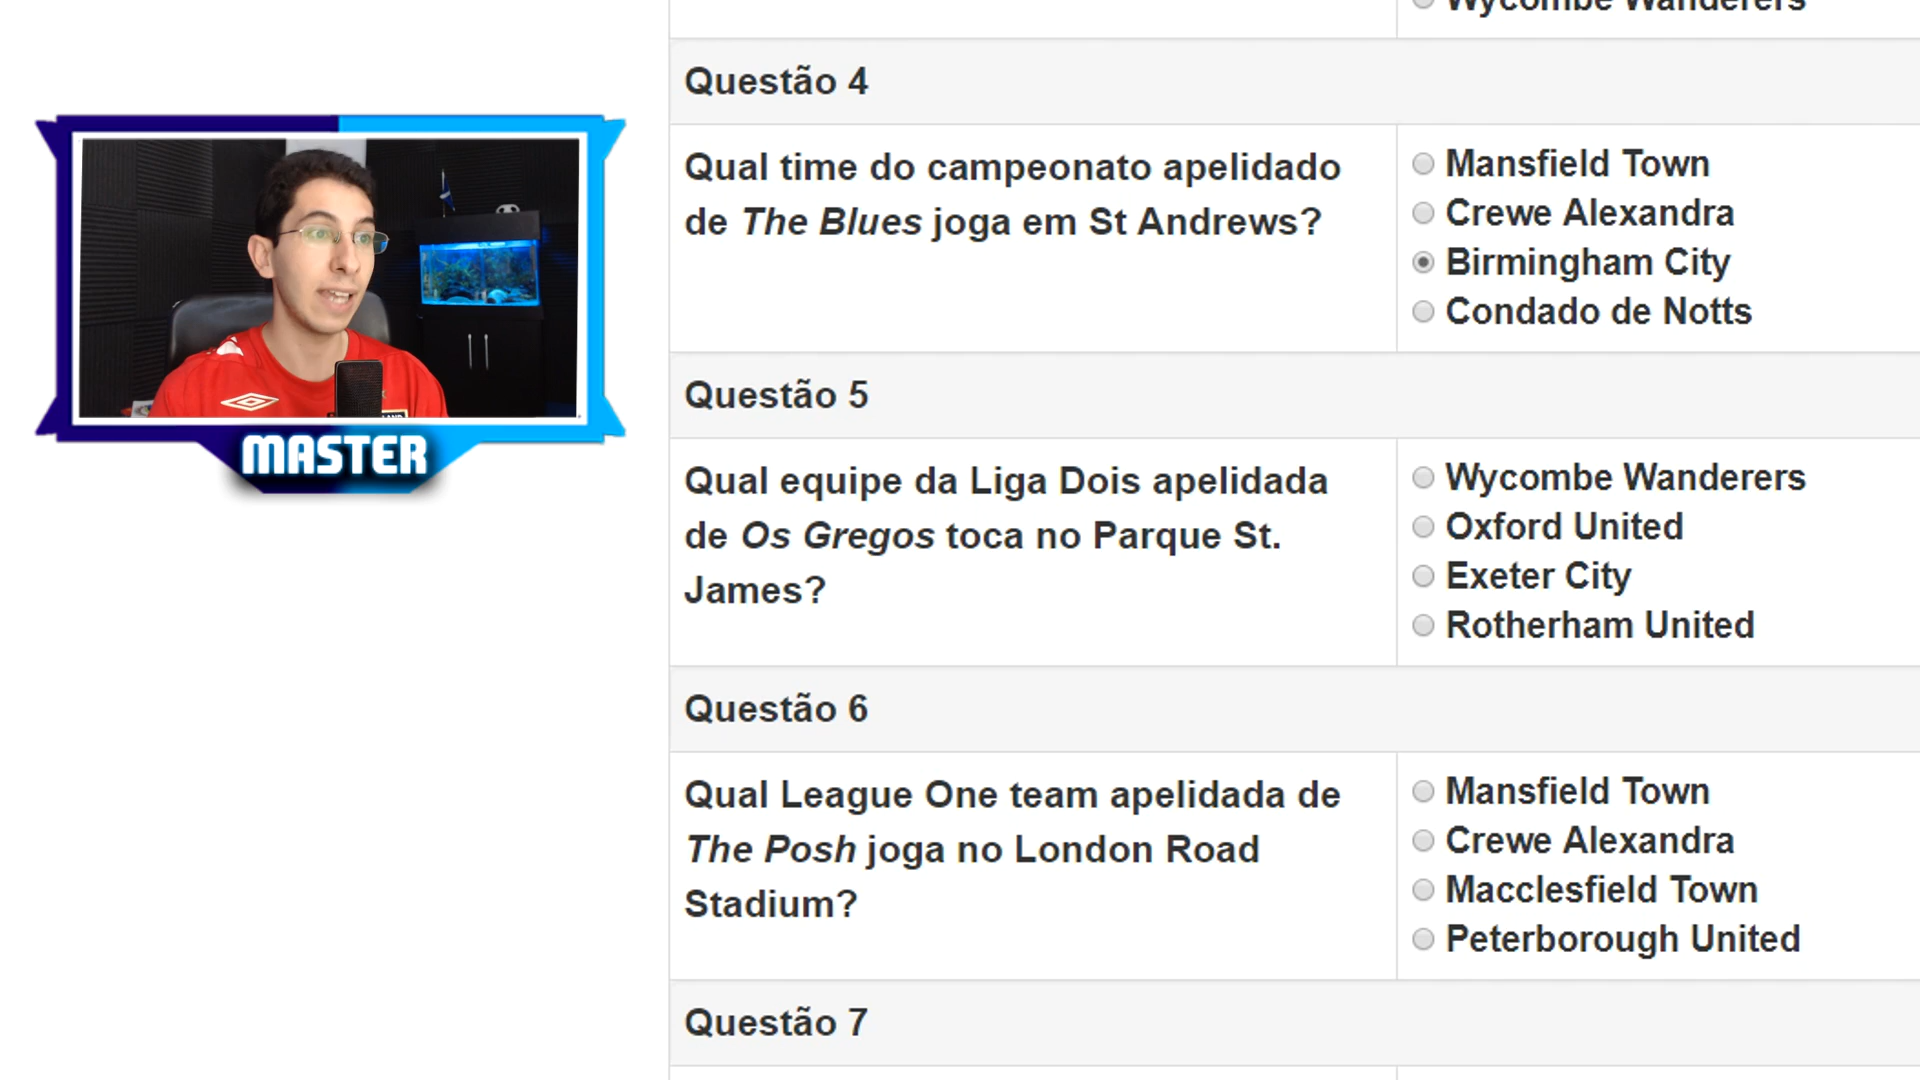 Wycombe Wanderers
Questão 4
Qual time do campeonato apelidado
de The Blues joga em St Andrews?
Mansfield Town
Crewe Alexandra
Birmingham City
Condado de Notts
Questão 5
Qual equipe da Liga Dois apelidada
de Os Gregos toca no Parque St.
James?
Wycombe Wanderers
Oxford United
Exeter City
Rotherham United
Questão 6
Qual League One team apelidada de
The Posh joga no London Road
Stadium?
Mansfield Town
Crewe Alexandra
Macclesfield Town
Peterborough United
Questão 7
MASTER